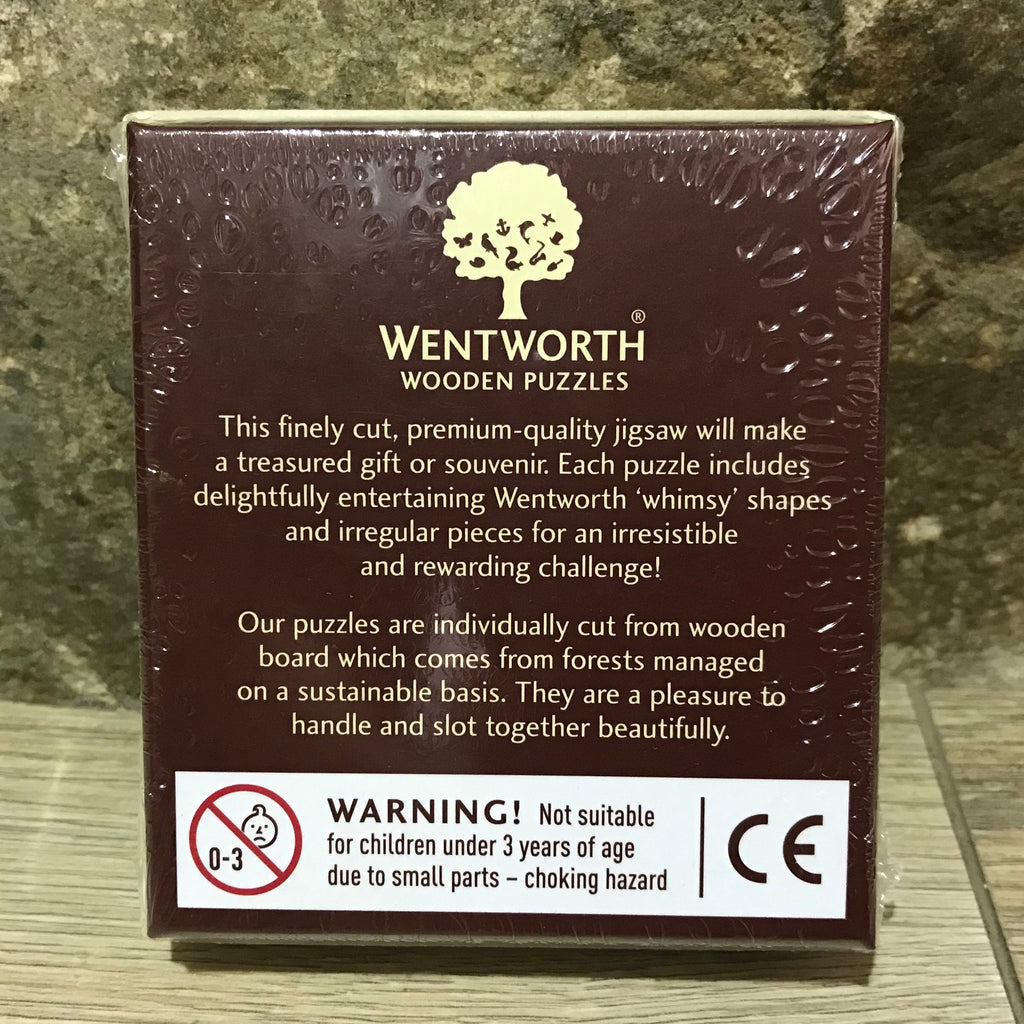 WENTWORTH®
WOODEN PUZZLES
This finely cut, premium-quality jigsaw will make
a treasured gift or souvenir. Each puzzle includes
delightfully entertaining Wentworth ‘whimsy’ shapes
and irregular pieces for an irresistible
and rewarding challenge!
Our puzzles are individually cut from wooden
board which comes from forests managed
on a sustainable basis. They are a pleasure to
handle and slot together beautifully.
0-3
WARNING! Not suitable
for children under 3 years of age
due to small parts – choking hazard
CE